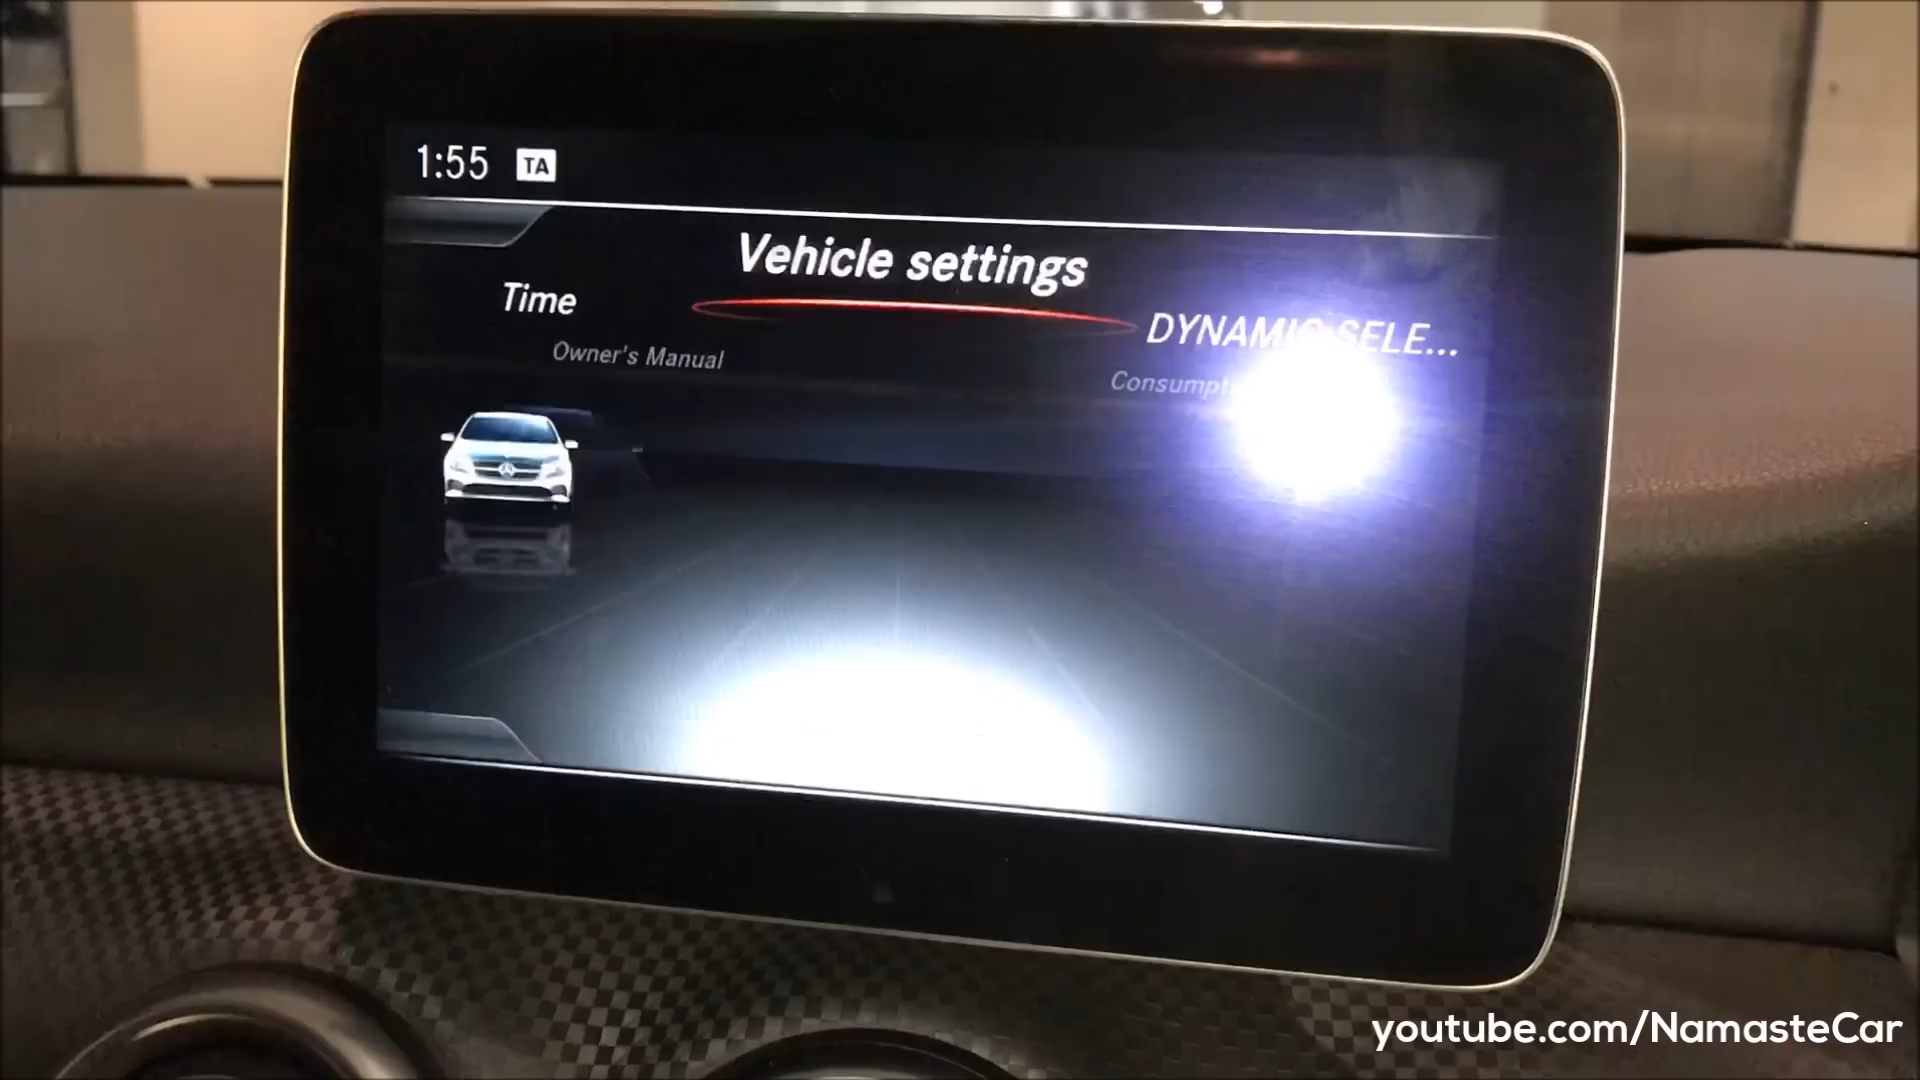 1:55 TA
Vehicle settings
Time
DYNAMIC SELE...
Owner's Manual
youtube.com/NamasteCar